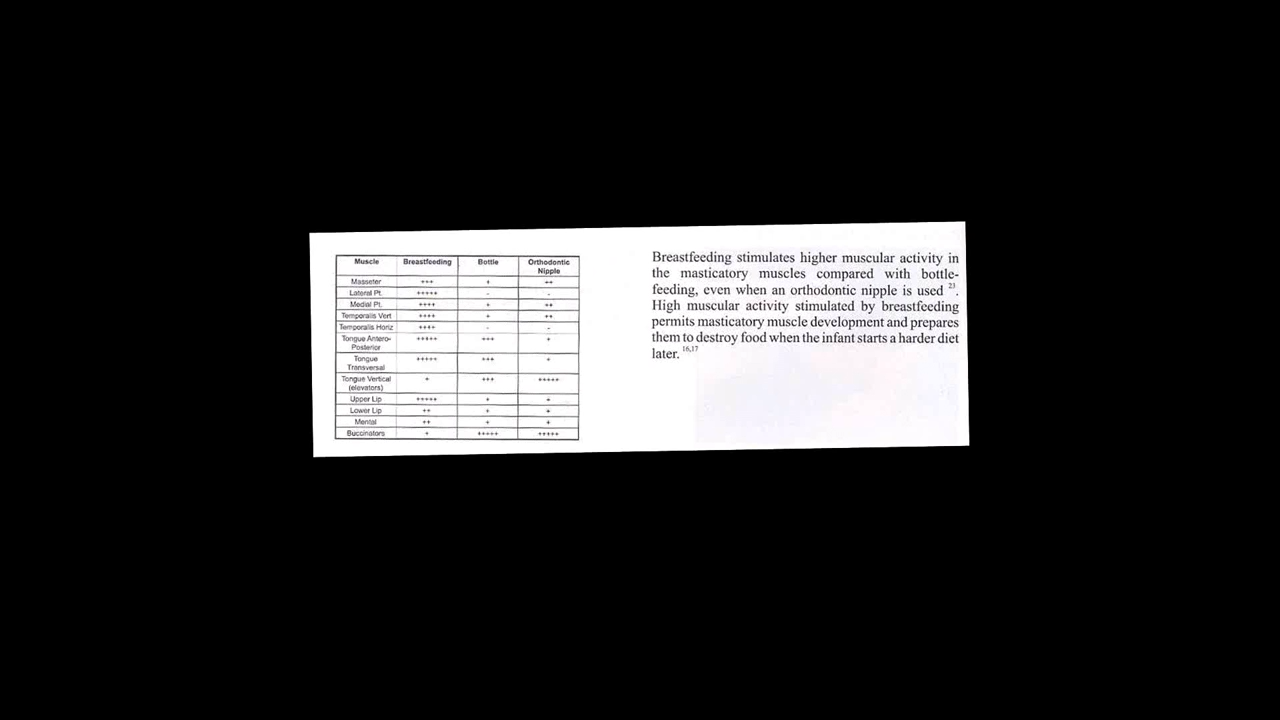 Muscle Breastfeeding Bottle Orthodontic Nipple
Masseter +++ + ++
Lateral Pt. +++++ - -
Medial Pt. ++++ + ++
Temporalis Vert ++++ + ++
Temporalis Horiz ++++ - -
Tongue Antero-Posterior +++++ +++ +
Tongue Transversal +++++ +++ +
Tongue Vertical (elevators) + +++ +++++
Upper Lip +++++ + +
Lower Lip ++ + +
Mental ++ + +
Buccinators + +++++ +++++
Breastfeeding stimulates higher muscular activity in
the masticatory muscles compared with bottle-
feeding, even when an orthodontic nipple is used 23.
High muscular activity stimulated by breastfeeding
permits masticatory muscle development and prepares
them to destroy food when the infant starts a harder diet
later. 16,17